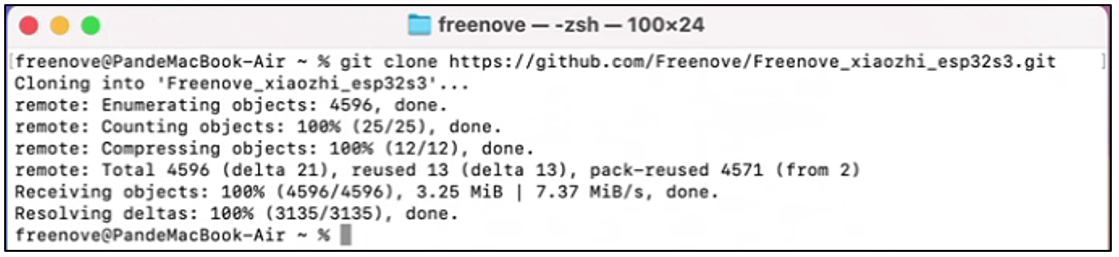 freenove — -zsh — 100×24
[freenove@PandeMacBook-Air ~ % git clone https://github.com/Freenove/Freenove_xiaozhi_esp32s3.git ]
Cloning into 'Freenove_xiaozhi_esp32s3'...
remote: Enumerating objects: 4596, done.
remote: Counting objects: 100% (25/25), done.
remote: Compressing objects: 100% (12/12), done.
remote: Total 4596 (delta 21), reused 13 (delta 13), pack-reused 4571 (from 2)
Receiving objects: 100% (4596/4596), 3.25 MiB | 7.37 MiB/s, done.
Resolving deltas: 100% (3135/3135), done.
freenove@PandeMacBook-Air ~ %